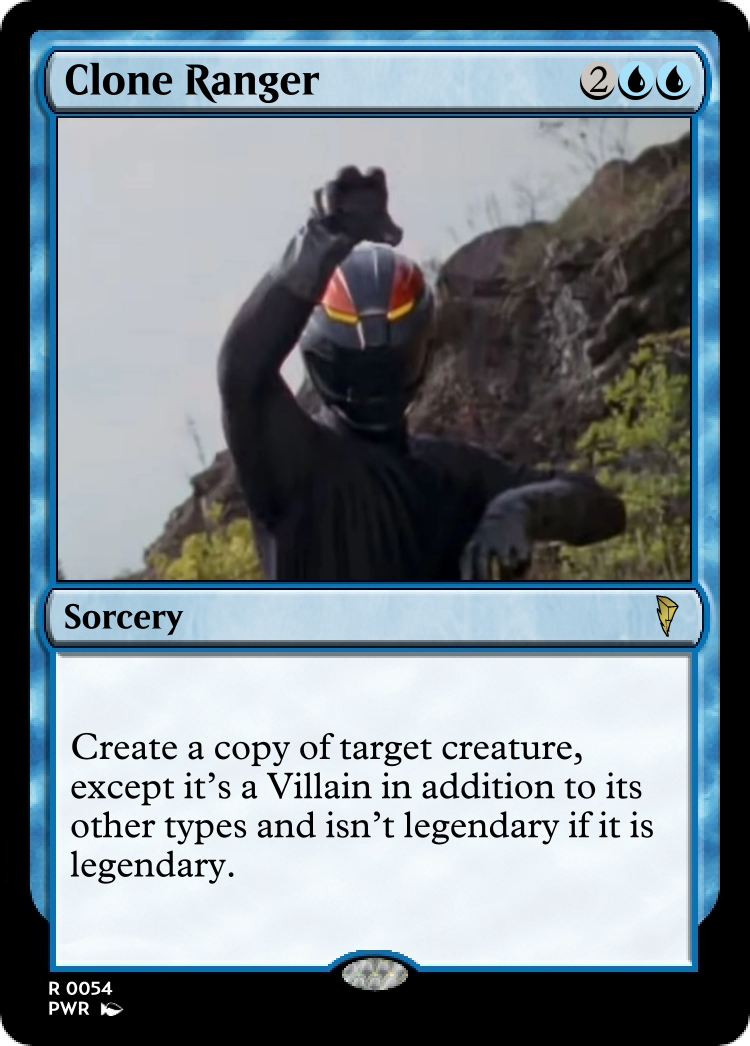 Clone Ranger 2
Sorcery
Create a copy of target creature,
except it's a Villain in addition to its
other types and isn't legendary if it is
legendary.
R 0054
PWR